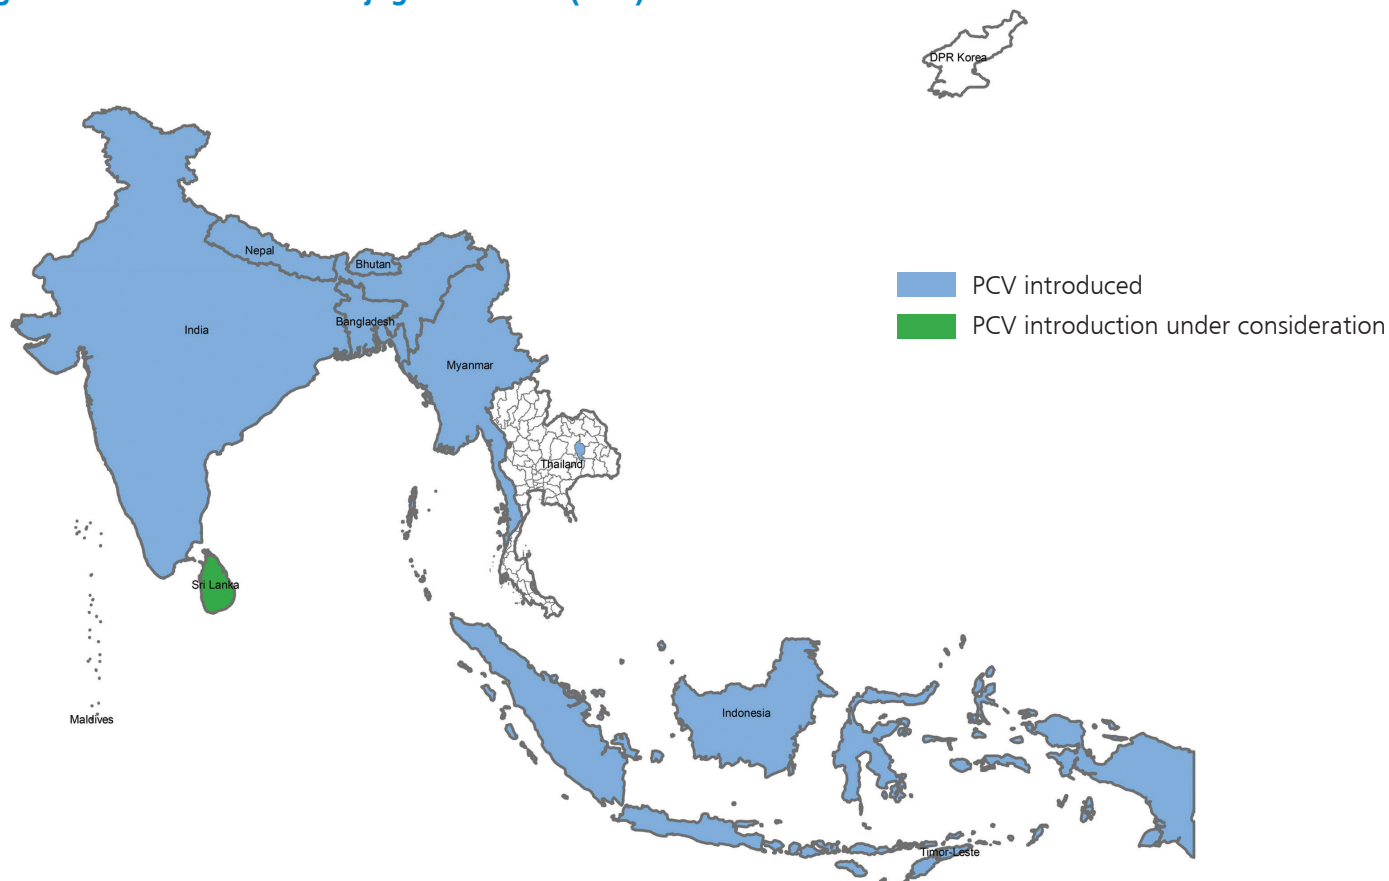 DPR Korea
Nepal
Bhutan
PCV introduced
Bangladesh
PCV introduction under consideration
India
Myanmar
Thailand
Sri Lanka
Maldives
Indonesia
Timor-Leste